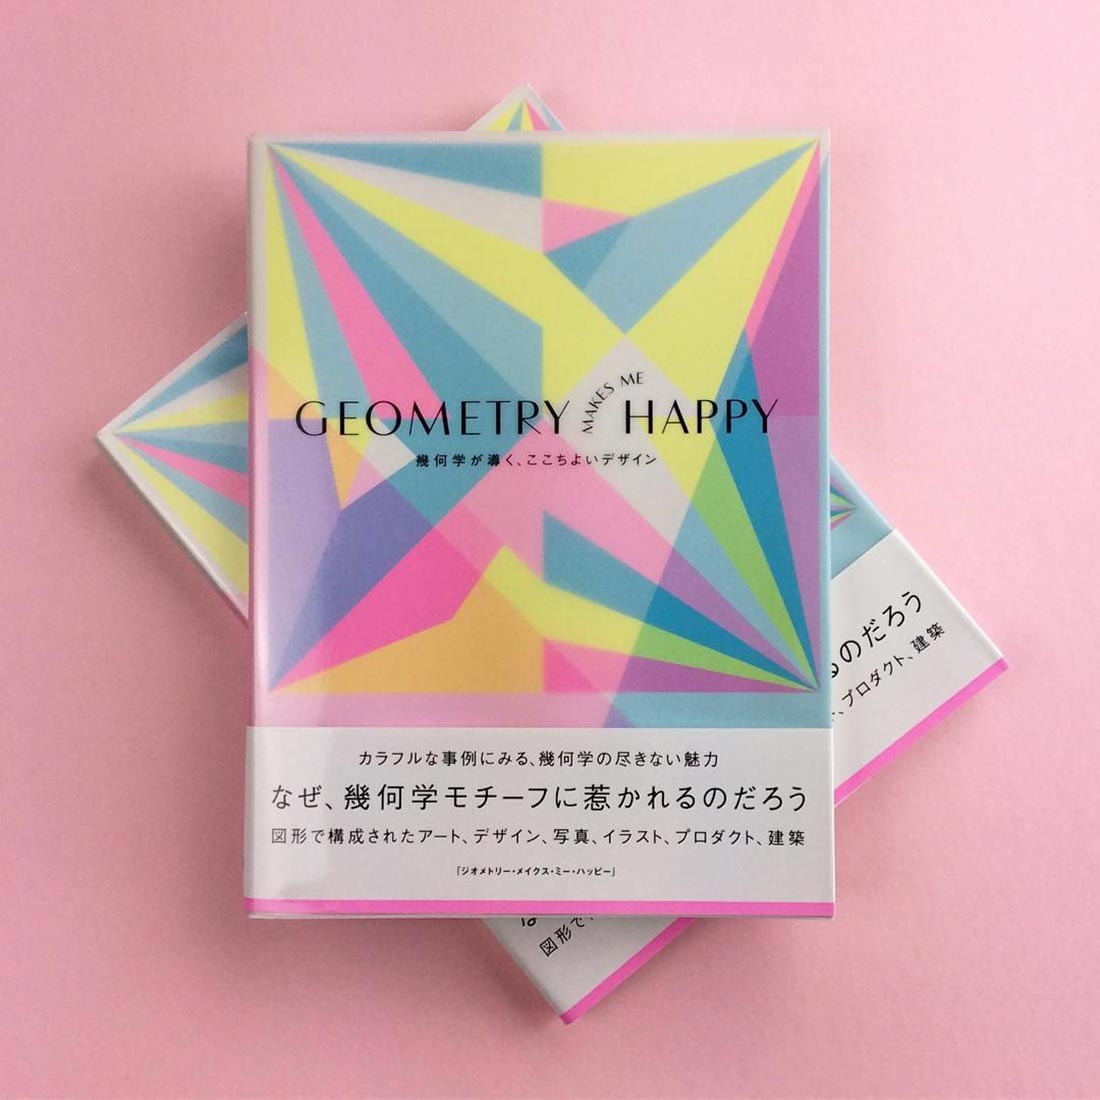 GEOMETRY MAKES ME HAPPY
幾何学が導く、ここちよいデザイン
カラフルな事例にみる、幾何学の尽きない魅力
なぜ、幾何学モチーフに惹かれるのだろう
図形で構成されたアート、デザイン、写真、イラスト、プロダクト、建築
「ジオメトリー・メイクス・ミー・ハッピー」
るのだろう
、プロダクト、建築
図形で